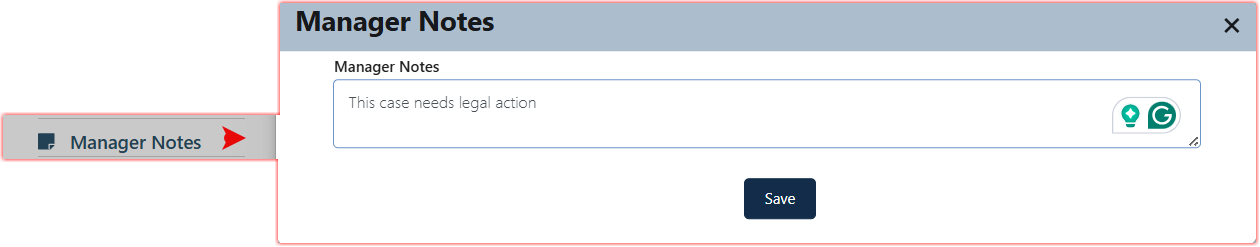 Manager Notes
Manager Notes
This case needs legal action
Manager Notes
Save